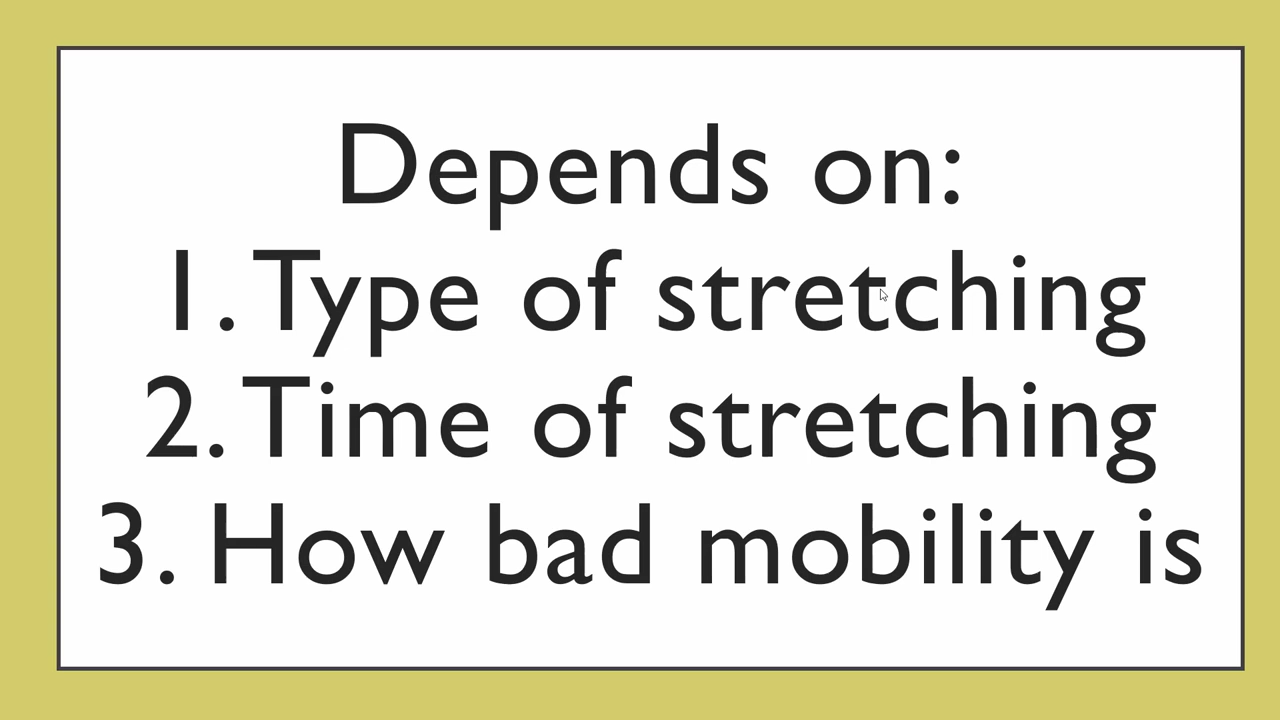 Depends on:
1. Type of stretching
2. Time of stretching
3. How bad mobility is